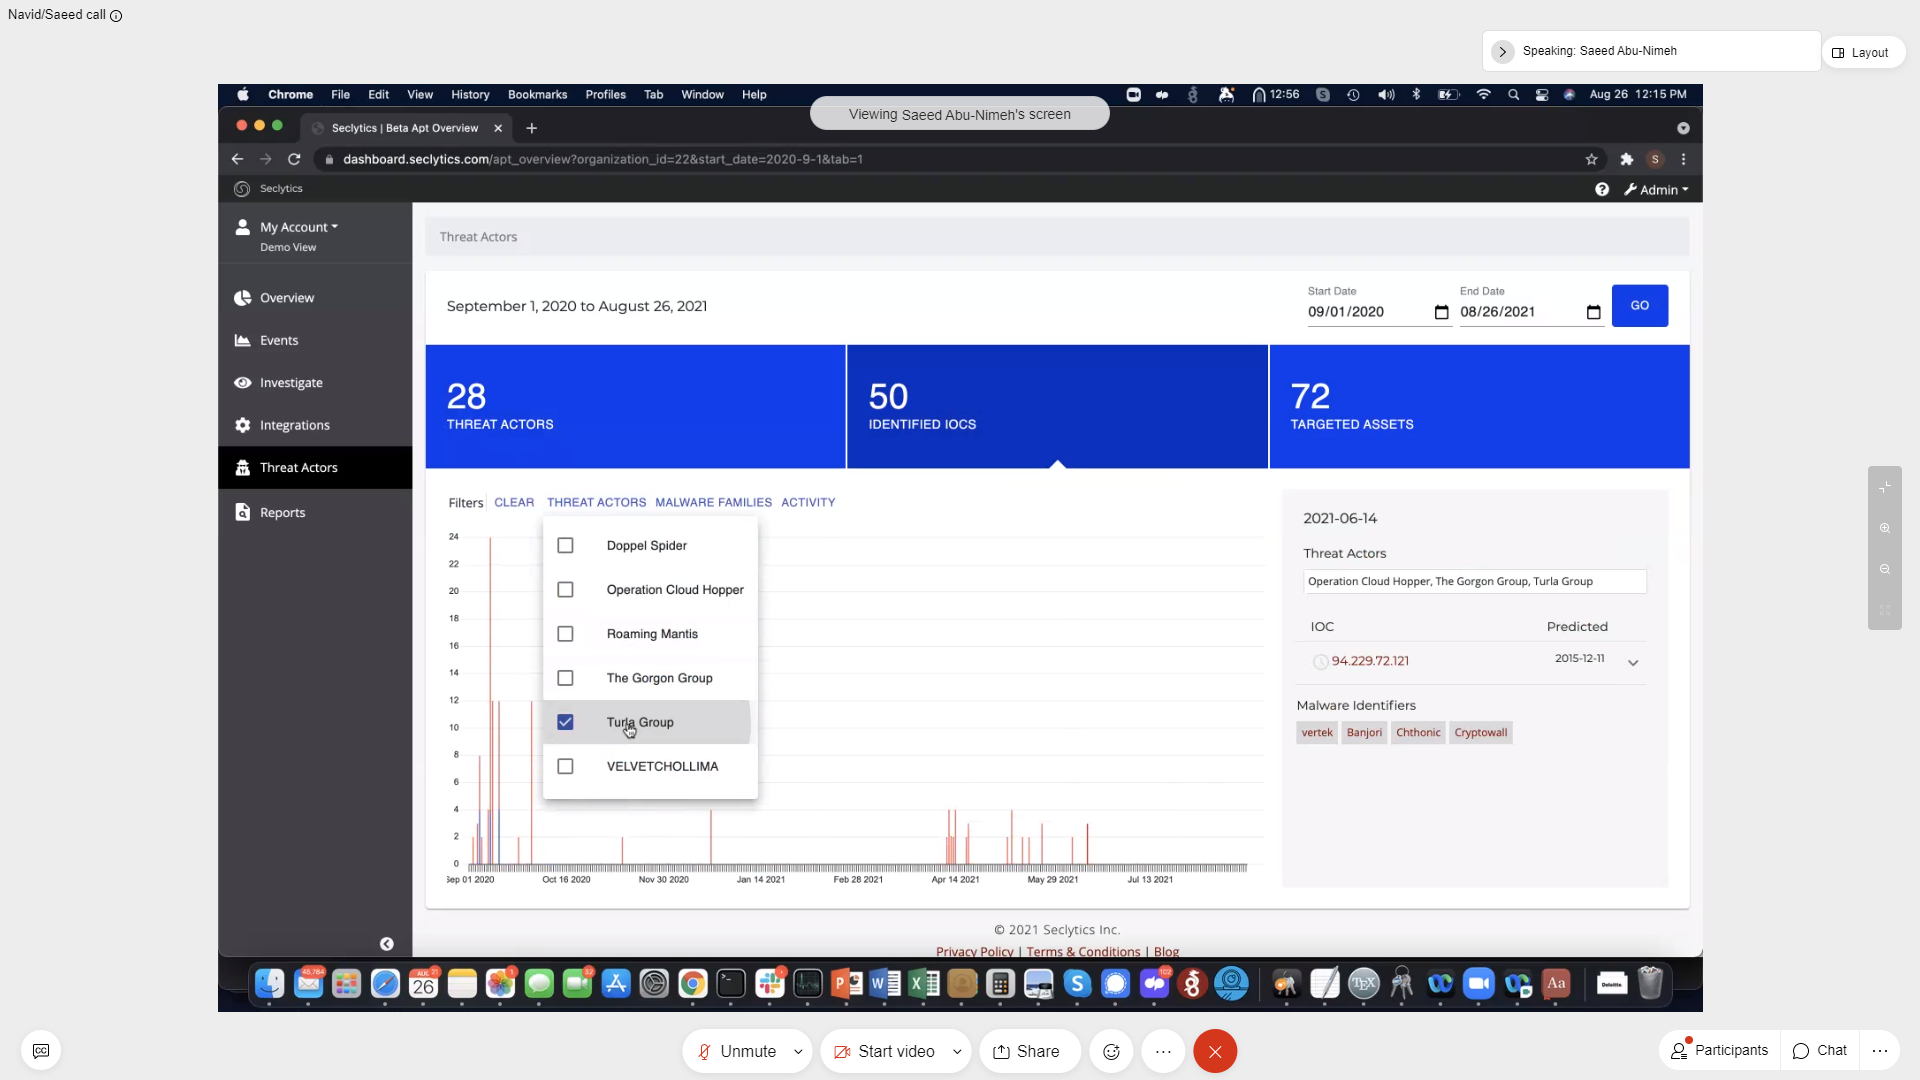 Navid/Saeed call
Speaking: Saeed Abu-Nimeh
Layout
Chrome File Edit View History Bookmarks Profiles Tab Window Help
12:56
Aug 26 12:15 PM
Viewing Saeed Abu-Nimeh's screen
Seclytics | Beta Apt Overview
dashboard.seclytics.com/apt_overview?organization_id=22&start_date=2020-9-1&tab=1
S
Seclytics
Admin
My Account
Demo View
Overview
Events
Investigate
Integrations
Threat Actors
Reports
Threat Actors
September 1, 2020 to August 26, 2021
Start Date
09/01/2020
End Date
08/26/2021
GO
28
THREAT ACTORS
50
IDENTIFIED IOCS
72
TARGETED ASSETS
Filters CLEAR THREAT ACTORS MALWARE FAMILIES ACTIVITY
Doppel Spider
Operation Cloud Hopper
Roaming Mantis
The Gorgon Group
Turla Group
VELVETCHOLLIMA
24
22
20
18
16
14
12
10
8
6
4
2
0
Sep 01 2020 Oct 16 2020 Nov 30 2020 Jan 14 2021 Feb 28 2021 Apr 14 2021 May 29 2021 Jul 13 2021
2021-06-14
Threat Actors
Operation Cloud Hopper, The Gorgon Group, Turla Group
IOC Predicted
94.229.72.121 2015-12-11
Malware Identifiers
vertek Banjori Chthonic Cryptowall
© 2021 Seclytics Inc.
Privacy Policy | Terms & Conditions | Blog
26
Unmute
Start video
Share
Participants
Chat